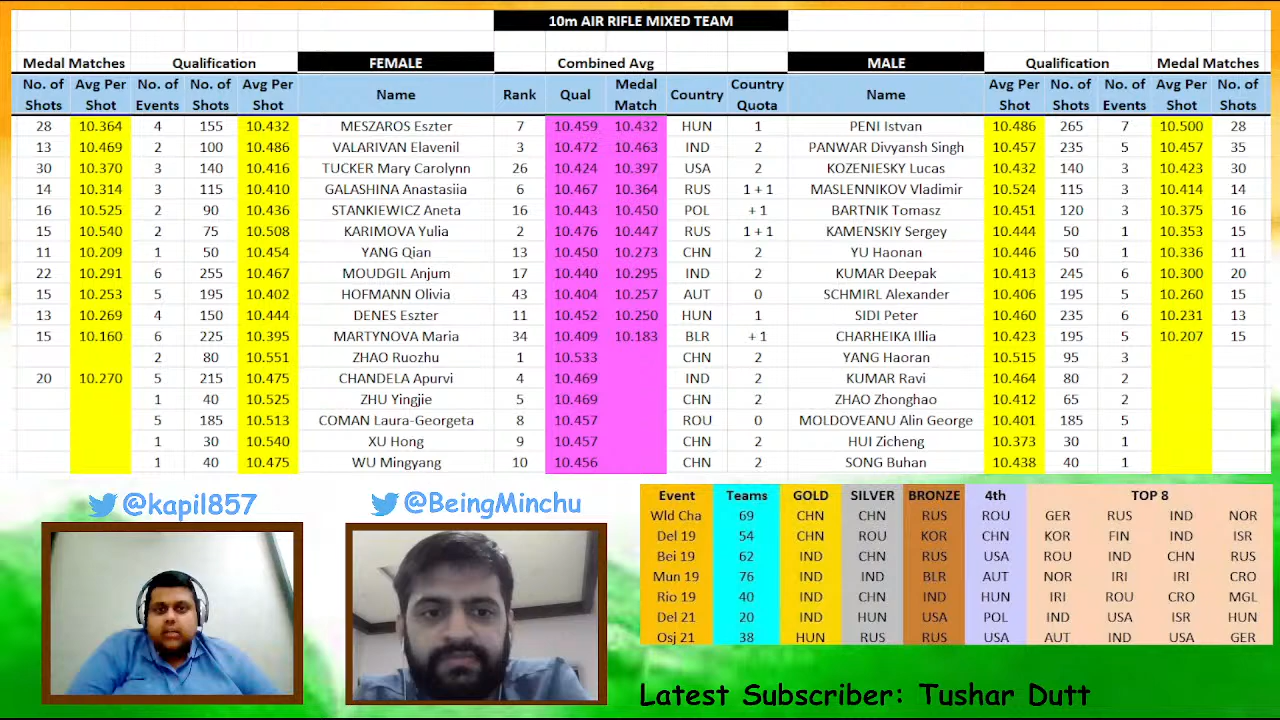 10m AIR RIFLE MIXED TEAM
Medal Matches Qualification FEMALE Combined Avg MALE Qualification Medal Matches
No. of Shots Avg Per Shot No. of Events No. of Shots Avg Per Shot Name Rank Qual Medal Match Country Country Quota Name Avg Per Shot No. of Shots No. of Events Avg Per Shot No. of Shots
28 10.364 4 155 10.432 MESZAROS Eszter 7 10.459 10.432 HUN 1 PENI Istvan 10.486 265 7 10.500 28
13 10.469 2 100 10.486 VALARIVAN Elavenil 3 10.472 10.463 IND 2 PANWAR Divyansh Singh 10.457 235 5 10.457 35
30 10.370 3 140 10.416 TUCKER Mary Carolynn 26 10.424 10.397 USA 2 KOZENIESKY Lucas 10.432 140 3 10.423 30
14 10.314 3 115 10.410 GALASHINA Anastasiia 6 10.467 10.364 RUS 1 + 1 MASLENNIKOV Vladimir 10.524 115 3 10.414 14
16 10.525 2 90 10.436 STANKIEWICZ Aneta 16 10.443 10.450 POL + 1 BARTNIK Tomasz 10.451 120 3 10.375 16
15 10.540 2 75 10.508 KARIMOVA Yulia 2 10.476 10.447 RUS 1 + 1 KAMENSKIY Sergey 10.444 50 1 10.353 15
11 10.209 1 50 10.454 YANG Qian 13 10.450 10.273 CHN 2 YU Haonan 10.446 50 1 10.336 11
22 10.291 6 255 10.467 MOUDGIL Anjum 17 10.440 10.295 IND 2 KUMAR Deepak 10.413 245 6 10.300 20
15 10.253 5 195 10.402 HOFMANN Olivia 43 10.404 10.257 AUT 0 SCHMIRL Alexander 10.406 195 5 10.260 15
13 10.269 4 150 10.444 DENES Eszter 11 10.452 10.250 HUN 1 SIDI Peter 10.460 235 6 10.231 13
15 10.160 6 225 10.395 MARTYNOVA Maria 34 10.409 10.183 BLR + 1 CHARHEIKA Illia 10.423 195 5 10.207 15
2 80 10.551 ZHAO Ruozhu 1 10.533 CHN 2 YANG Haoran 10.515 95 3
20 10.270 5 215 10.475 CHANDELA Apurvi 4 10.469 IND 2 KUMAR Ravi 10.464 80 2
1 40 10.525 ZHU Yingjie 5 10.469 CHN 2 ZHAO Zhonghao 10.412 65 2
5 185 10.513 COMAN Laura-Georgeta 8 10.457 ROU 0 MOLDOVEANU Alin George 10.401 185 5
1 30 10.540 XU Hong 9 10.457 CHN 2 HUI Zicheng 10.373 30 1
1 40 10.475 WU Mingyang 10 10.456 CHN 2 SONG Buhan 10.438 40 1
@kapil857 @BeingMinchu
Event Teams GOLD SILVER BRONZE 4th TOP 8
Wld Cha 69 CHN CHN RUS ROU GER RUS IND NOR
Del 19 54 CHN ROU KOR CHN KOR FIN IND ISR
Bei 19 62 IND CHN RUS USA ROU IND CHN RUS
Mun 19 76 IND IND BLR AUT NOR IRI IRI CRO
Rio 19 40 IND CHN IND HUN IRI ROU CRO MGL
Del 21 20 IND HUN USA POL IND USA ISR HUN
Osj 21 38 HUN RUS RUS USA AUT IND USA GER
Latest Subscriber: Tushar Dutt